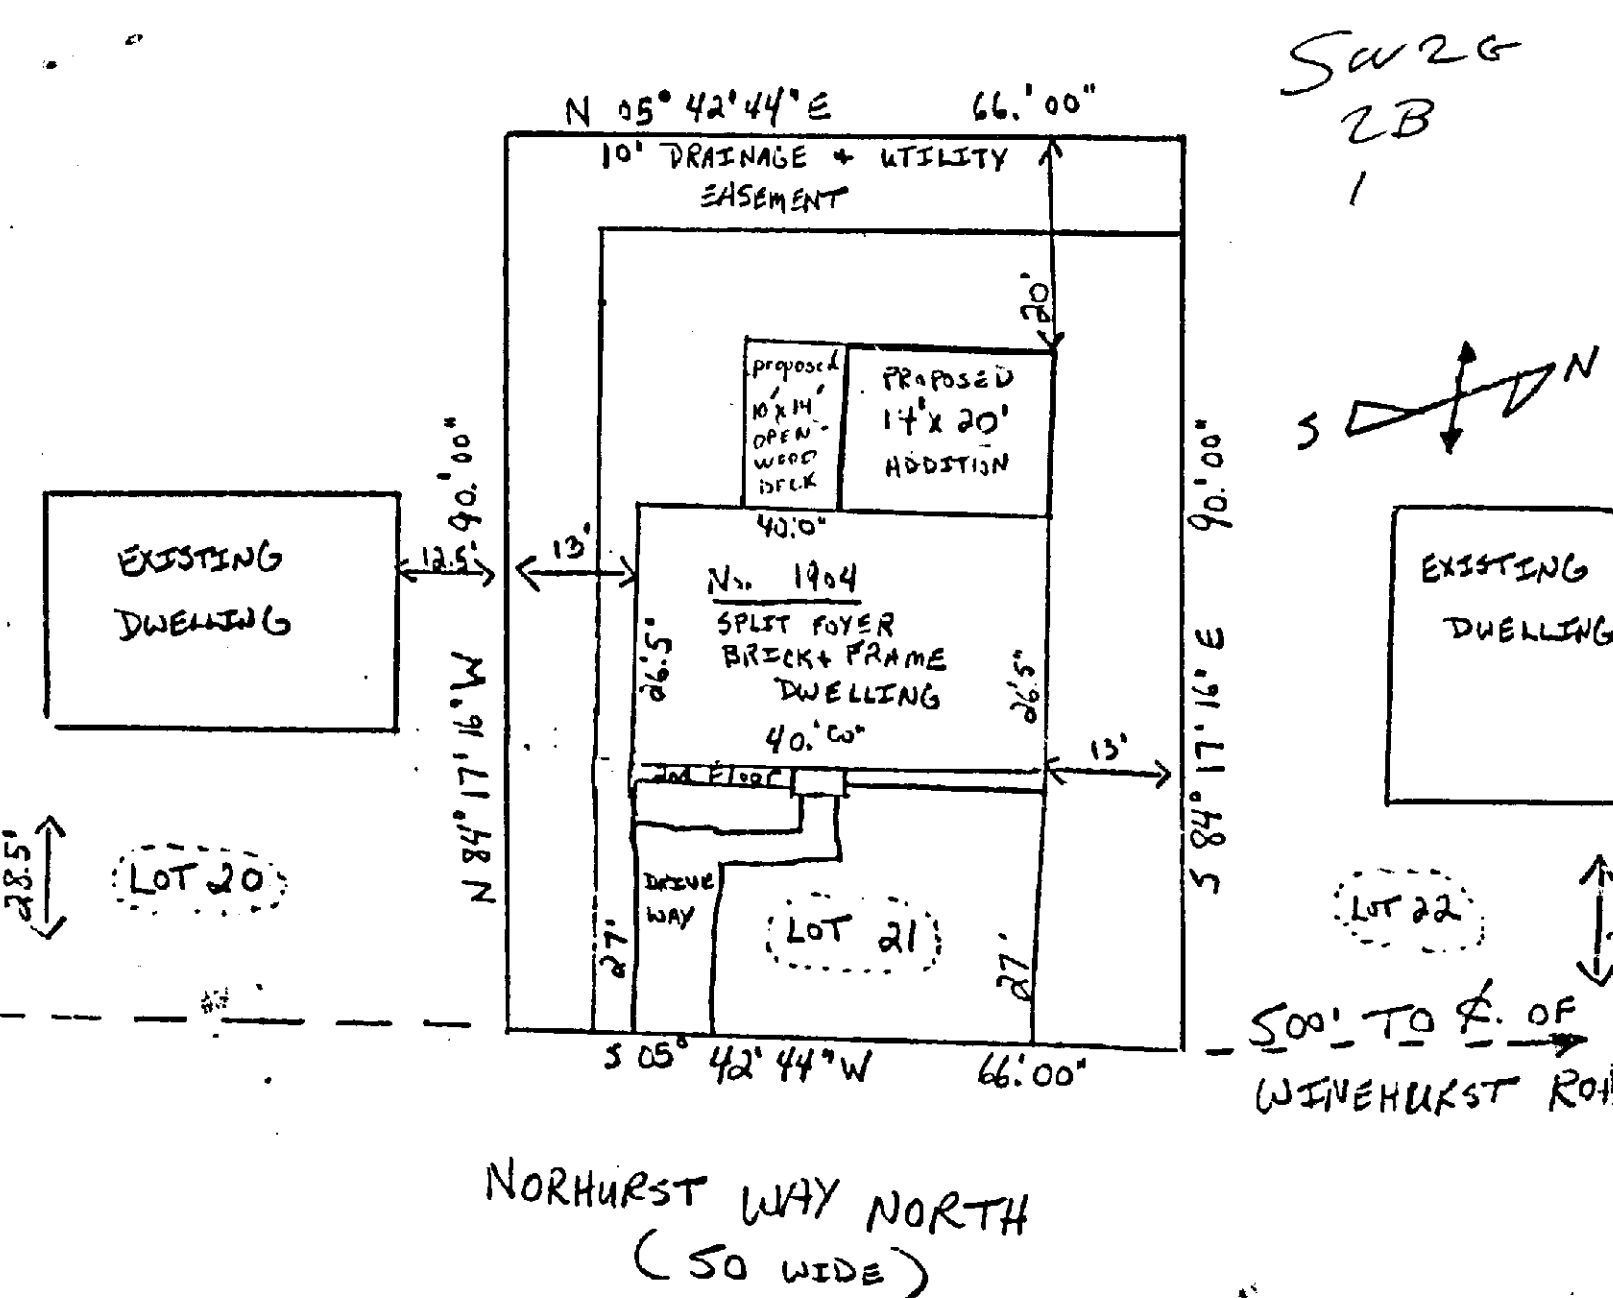 SW2G
2B
1
N 05° 42' 44" E 66.'00"
10' DRAINAGE + UTILITY
EASEMENT
20'
proposed
10' x 14'
OPEN
WOOD
DECK
PROPOSED
14' x 20'
ADDITION
N
S
N 84° 17' 16" W 90.'00"
S 84° 17' 16" E 90.'00"
EXISTING
DWELLING
12.5'
13'
40.'0"
No. 1904
SPLIT FOYER
BRICK + FRAME
DWELLING
40.'00"
26'.5"
26'.5"
13'
2nd Floor
EXISTING
DWELLING
28.5'
LOT 20
DRIVE
WAY
27'
LOT 21
27'
LOT 22
S 05° 42' 44" W 66.'00"
500' TO ₵. OF
WINEHURST
NORHURST WAY NORTH
(50 WIDE)